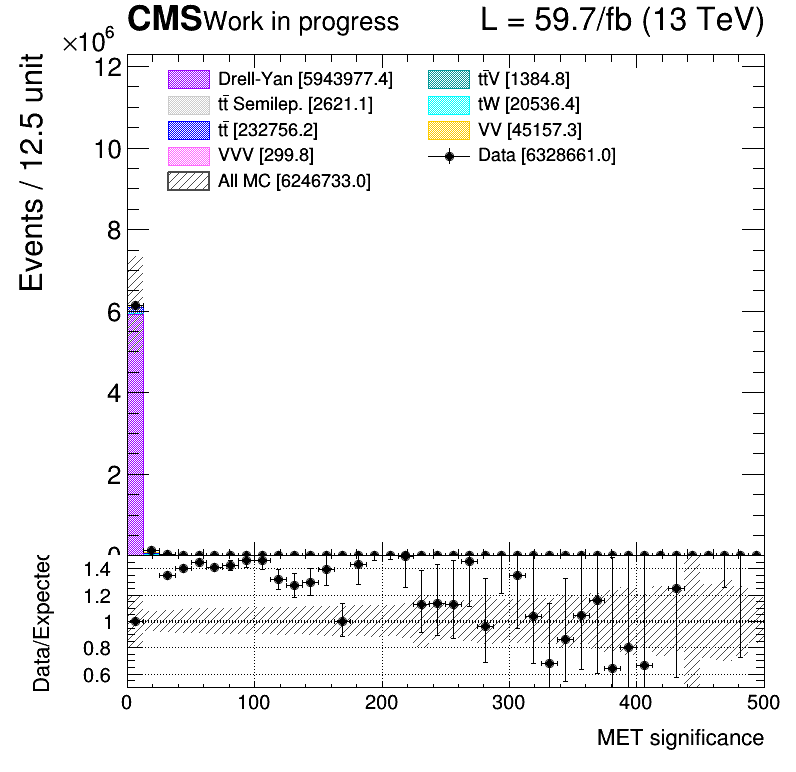 CMS Work in progress L = 59.7/fb (13 TeV)
×10⁶
Events / 12.5 unit
12
10
8
6
4
2
0
Drell-Yan [5943977.4]
tt̄ Semilep. [2621.1]
tt̄ [232756.2]
VVV [299.8]
All MC [6246733.0]
tt̄V [1384.8]
tW [20536.4]
VV [45157.3]
Data [6328661.0]
Data/Expected
1.4
1.2
1
0.8
0.6
0 100 200 300 400 500
MET significance